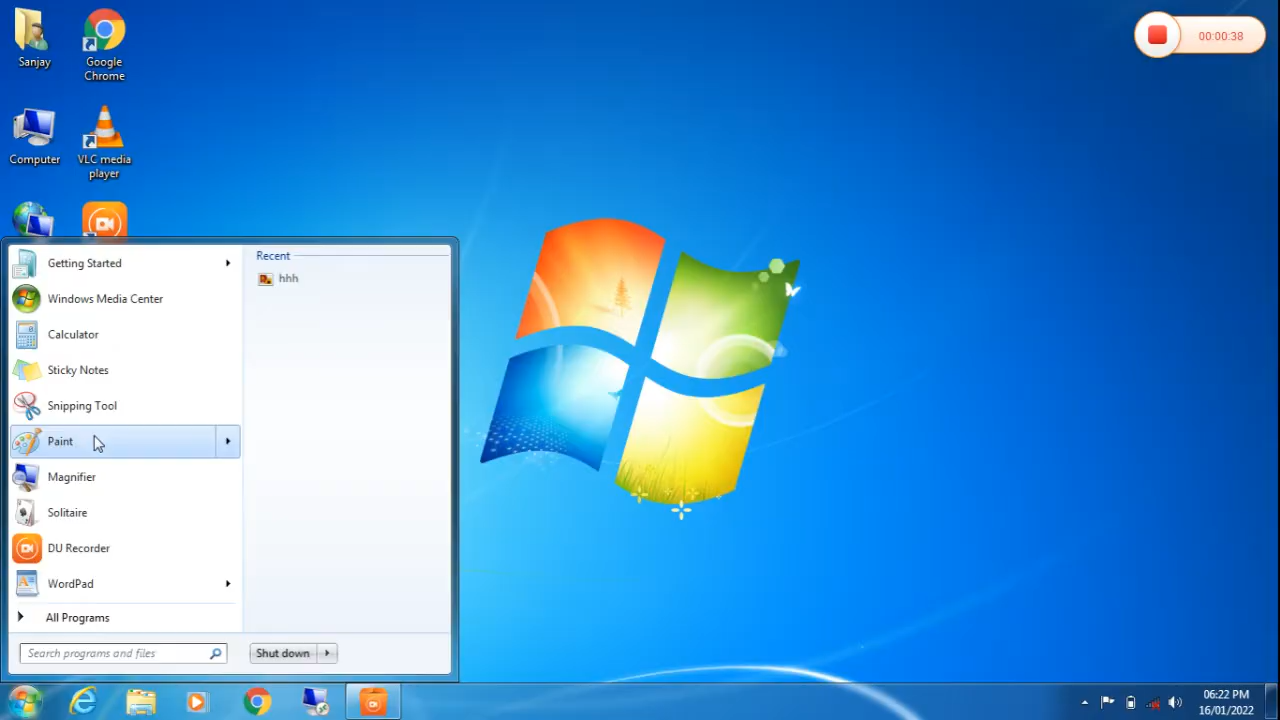 Sanjay
Google
Chrome
00:00:38
Computer
VLC media
player
Getting Started
Windows Media Center
Calculator
Sticky Notes
Snipping Tool
Paint
Magnifier
Solitaire
DU Recorder
WordPad
All Programs
Search programs and files
Recent
hhh
Shut down
06:22 PM
16/01/2022